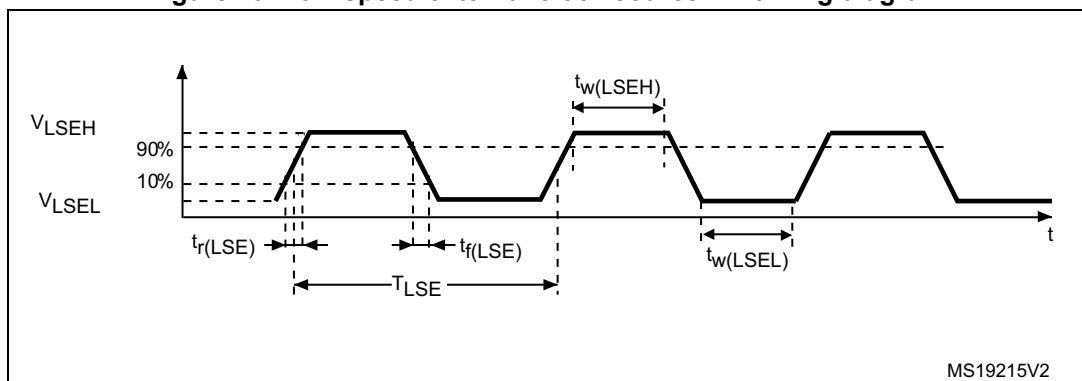 tw(LSEH)
VLSEH
90%
10%
VLSEL
t
tr(LSE)
tf(LSE)
tw(LSEL)
TLSE
MS19215V2